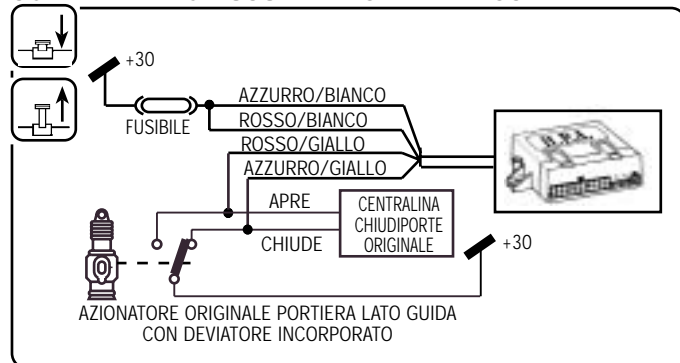 +30
AZZURRO/BIANCO
FUSIBILE
ROSSO/BIANCO
ROSSO/GIALLO
AZZURRO/GIALLO
APRE
CENTRALINA
CHIUDIPORTE
ORIGINALE
CHIUDE
+30
AZIONATORE ORIGINALE PORTIERA LATO GUIDA
CON DEVIATORE INCORPORATO